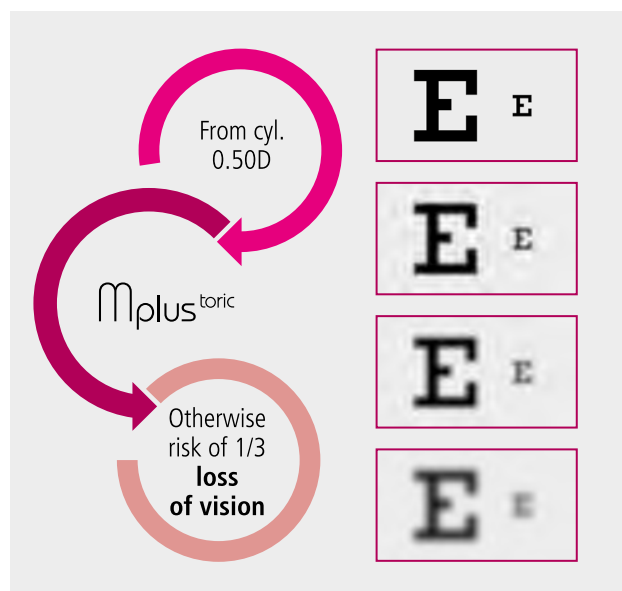 From cyl.
0.50D
Mplus toric
Otherwise
risk of 1/3
loss
of vision
E E
E E
E E
E E